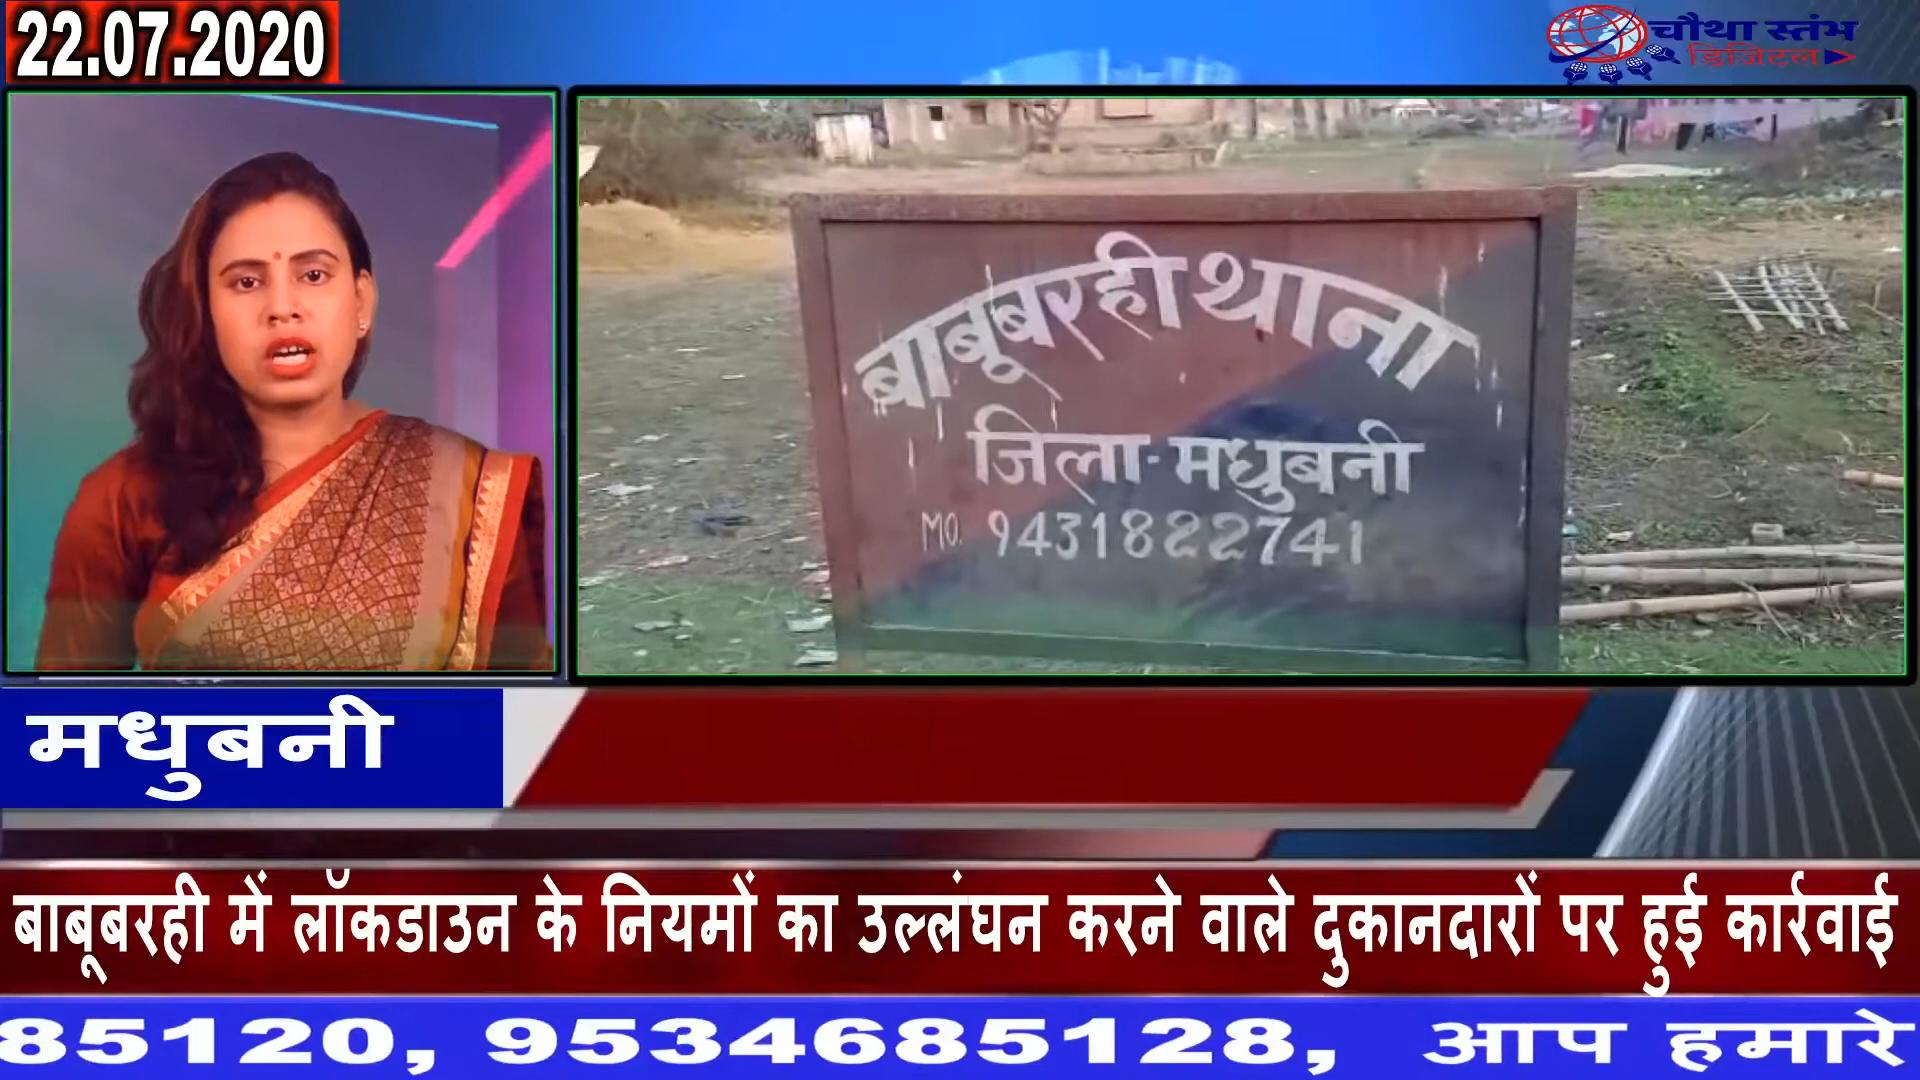 22.07.2020
चौथा स्तंभ
डिजिटल
बाबूबरही थाना
जिला-मधुबनी
MO. 9431822741
मधुबनी
बाबूबरही में लॉकडाउन के नियमों का उल्लंघन करने वाले दुकानदारों पर हुई कार्रवाई
85120, 9534685128, आप हमारे